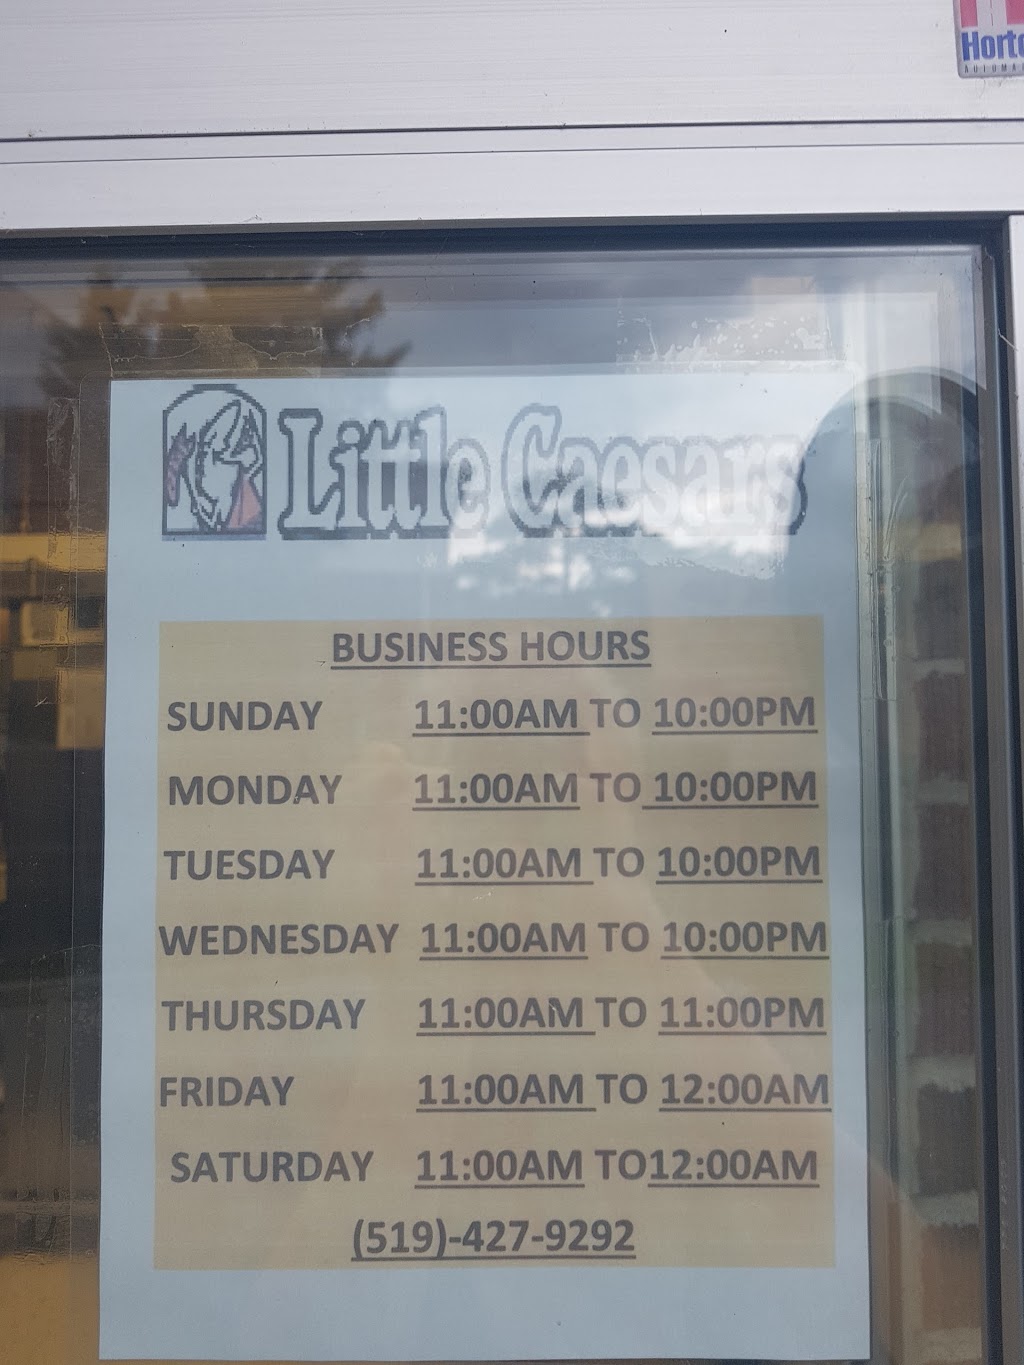 Horto
AUTOMA
Little Caesars
BUSINESS HOURS
SUNDAY 11:00AM TO 10:00PM
MONDAY 11:00AM TO 10:00PM
TUESDAY 11:00AM TO 10:00PM
WEDNESDAY 11:00AM TO 10:00PM
THURSDAY 11:00AM TO 11:00PM
FRIDAY 11:00AM TO 12:00AM
SATURDAY 11:00AM TO12:00AM
(519)-427-9292